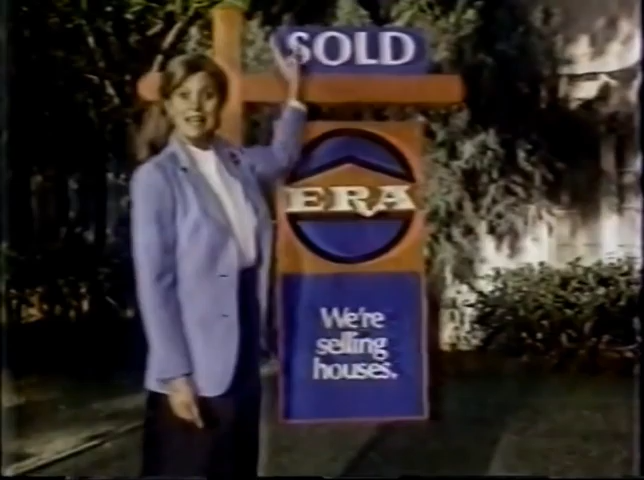 SOLD
ERA
We're
selling
houses.